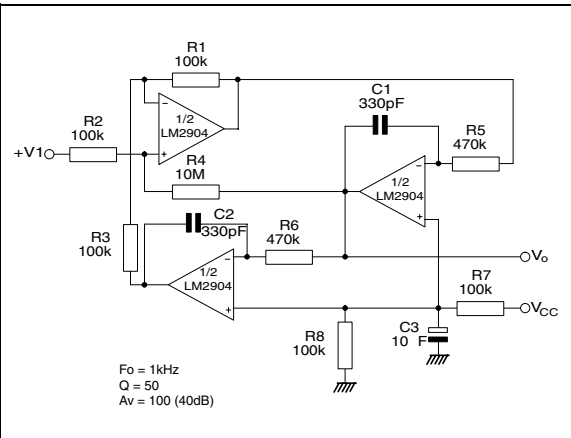 R1
100k
C1
330pF
R5
470k
1/2
LM2904
R2
100k
+V1
R4
10M
1/2
LM2904
C2
330pF
R6
470k
R3
100k
1/2
LM2904
Vo
R7
100k
VCC
R8
100k
C3
10 F
Fo = 1kHz
Q = 50
Av = 100 (40dB)
−
+
−
+
−
+